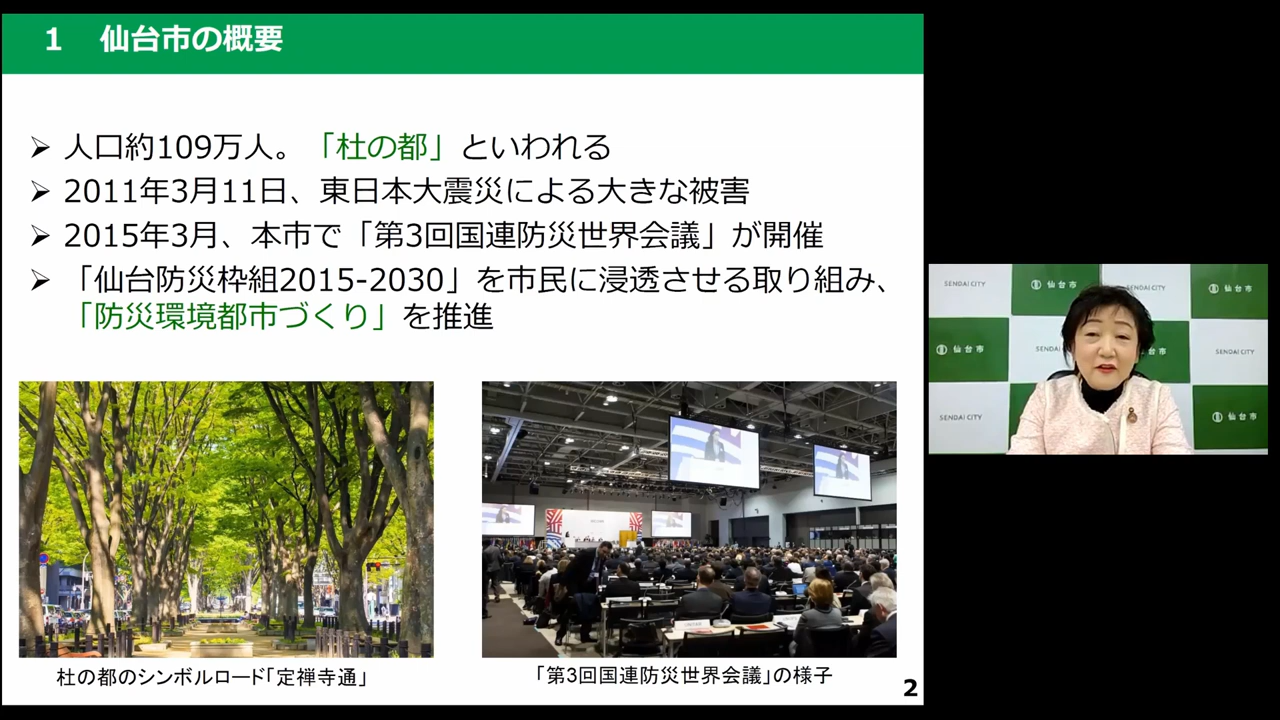 1 仙台市の概要
➢ 人口約109万人。「杜の都」といわれる
➢ 2011年3月11日、東日本大震災による大きな被害
➢ 2015年3月、本市で「第3回国連防災世界会議」が開催
➢ 「仙台防災枠組2015-2030」を市民に浸透させる取り組み、
「防災環境都市づくり」を推進
杜の都のシンボルロード「定禅寺通」
「第3回国連防災世界会議」の様子
2
SENDAI CITY
仙台市
SENDAI CITY
仙台市
仙台市
SENDAI
台市
SENDAI CITY
SENDAI CITY
仙台市